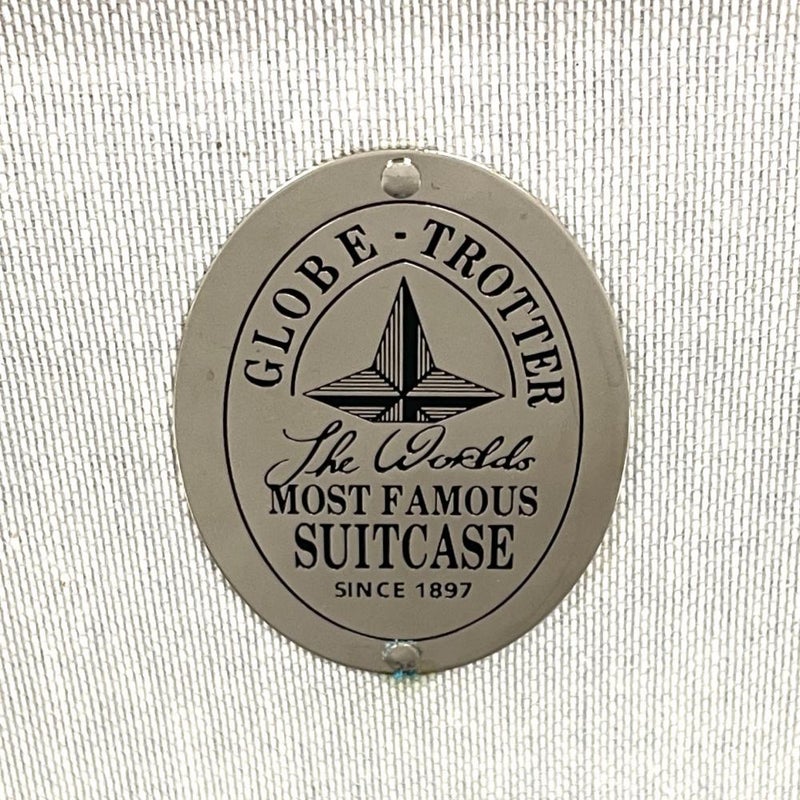 GLOBE - TROTTER
The Worlds
MOST FAMOUS
SUITCASE
SINCE 1897